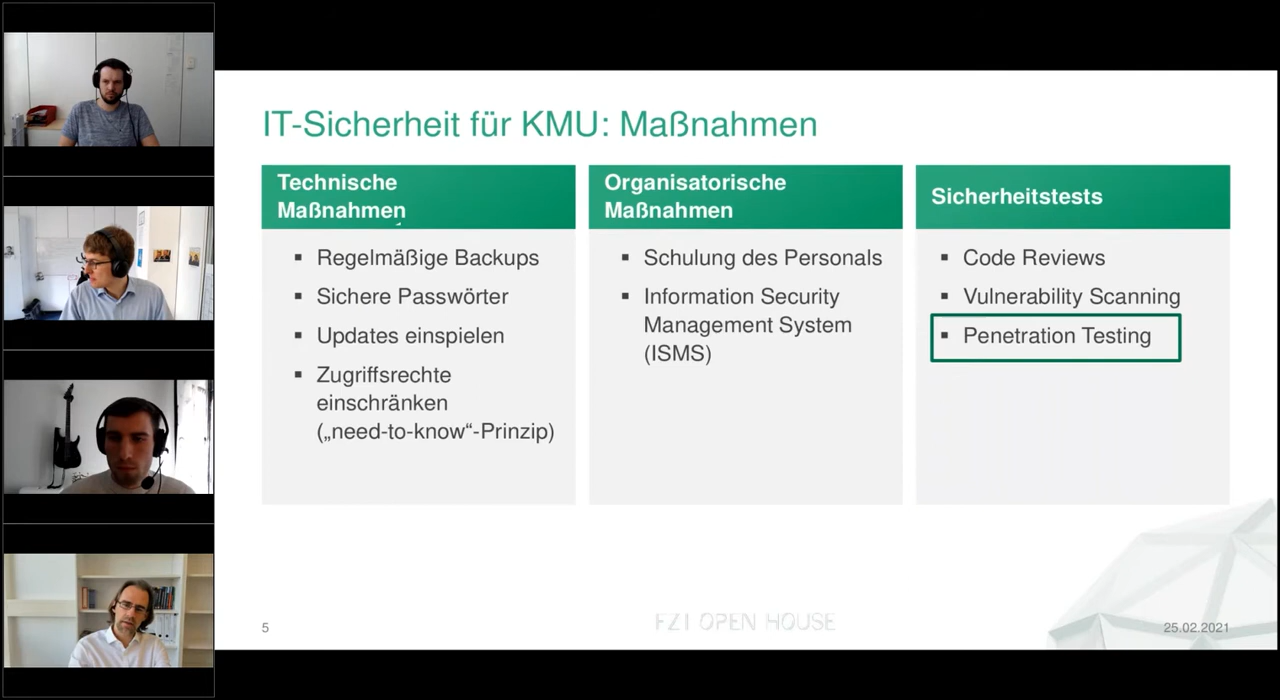 IT-Sicherheit für KMU: Maßnahmen
Technische
Maßnahmen
▪ Regelmäßige Backups
▪ Sichere Passwörter
▪ Updates einspielen
▪ Zugriffsrechte
einschränken
(„need-to-know“-Prinzip)
Organisatorische
Maßnahmen
▪ Schulung des Personals
▪ Information Security
Management System
(ISMS)
Sicherheitstests
▪ Code Reviews
▪ Vulnerability Scanning
▪ Penetration Testing
5
FZI OPEN HOUSE
25.02.2021